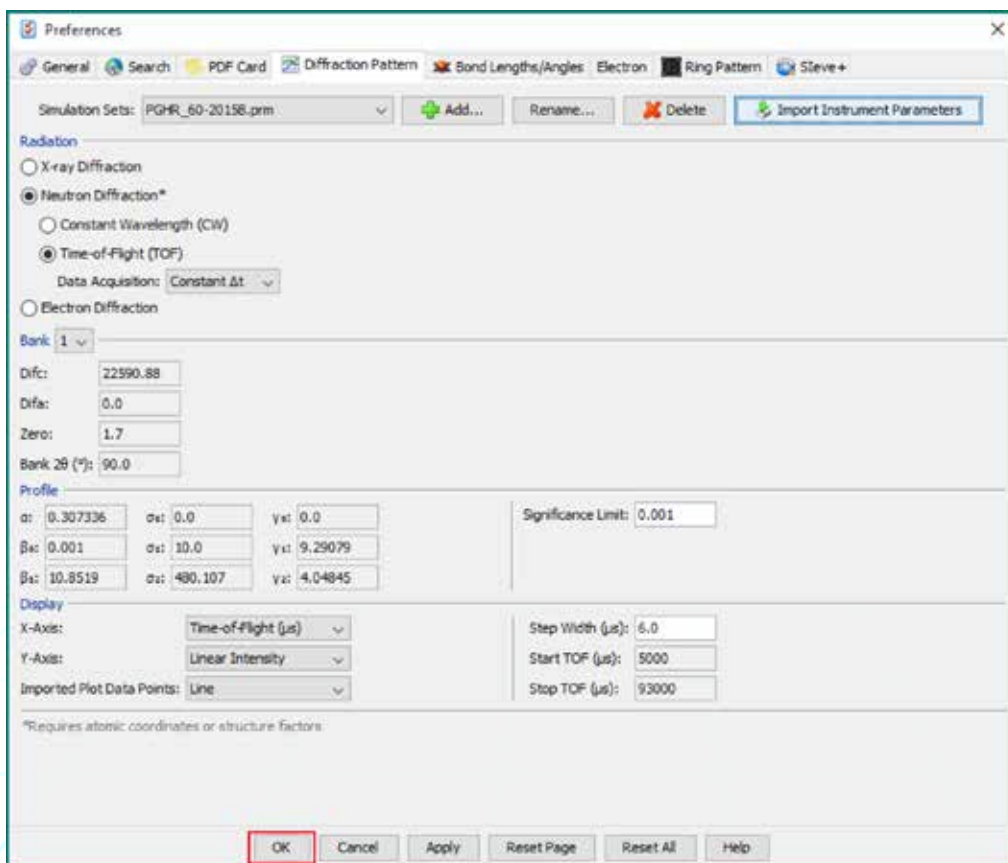 Preferences
General Search PDF Card Diffraction Pattern Bond Lengths/Angles Electron Ring Pattern SIeve+
Simulation Sets: PGHR_60-2015B.prm Add... Rename... Delete Import Instrument Parameters
Radiation
X-ray Diffraction
Neutron Diffraction*
Constant Wavelength (CW)
Time-of-Flight (TOF)
Data Acquisition: Constant Δt
Electron Diffraction
Bank 1
Difc: 22590.88
Difa: 0.0
Zero: 1.7
Bank 2θ (°): 90.0
Profile
α: 0.307336 σ₀: 0.0 γ₀: 0.0 Significance Limit: 0.001
β₀: 0.001 σ₁: 10.0 γ₁: 9.29079
β₁: 10.8519 σ₂: 480.107 γ₂: 4.04845
Display
X-Axis: Time-of-Flight (µs) Step Width (µs): 6.0
Y-Axis: Linear Intensity Start TOF (µs): 5000
Imported Plot Data Points: Line Stop TOF (µs): 93000
*Requires atomic coordinates or structure factors
OK Cancel Apply Reset Page Reset All Help